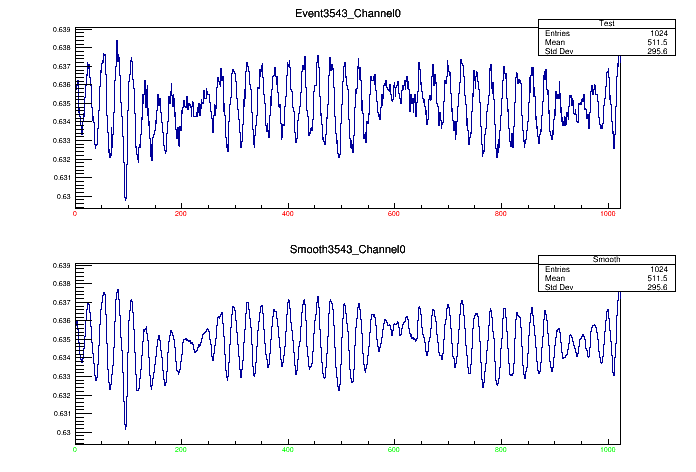 Event3543_Channel0
Test
Entries 1024
Mean 511.5
Std Dev 295.6
0.639
0.638
0.637
0.636
0.635
0.634
0.633
0.632
0.631
0.63
0 200 400 600 800 1000
Smooth3543_Channel0
Smooth
Entries 1024
Mean 511.5
Std Dev 295.6
0.639
0.638
0.637
0.636
0.635
0.634
0.633
0.632
0.631
0.63
0 200 400 600 800 1000